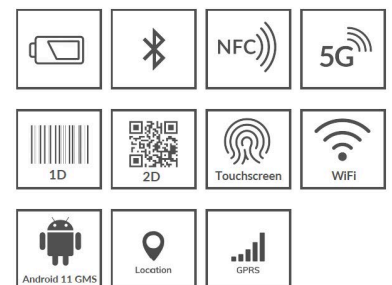 NFC
5G
1D
2D
Touchscreen
WiFi
Android 11 GMS
Location
GPRS